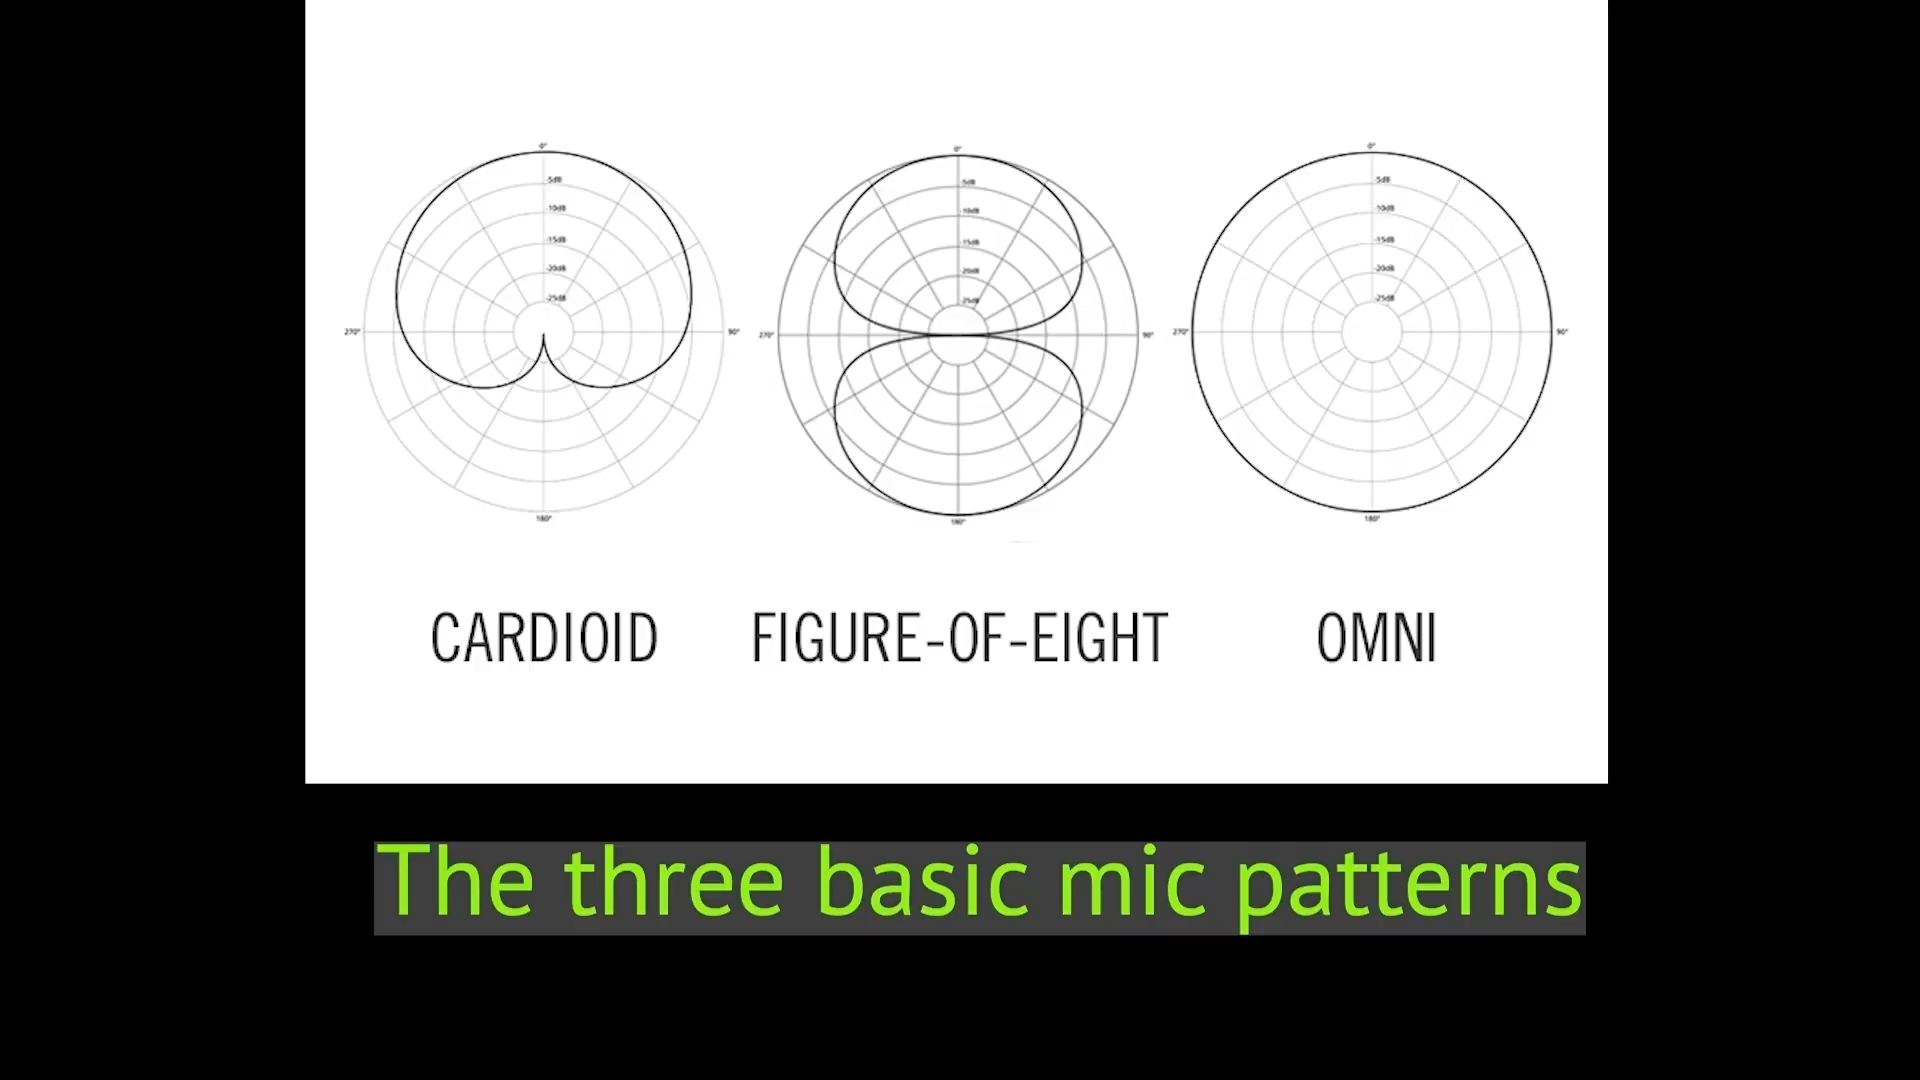 0° 0° 0°
-5dB -5dB -5dB
-10dB -10dB -10dB
-15dB -15dB -15dB
-20dB -20dB -20dB
-25dB -25dB -25dB
270° 90° 270° 90° 270° 90°
180° 180° 180°
CARDIOID FIGURE-OF-EIGHT OMNI
The three basic mic patterns